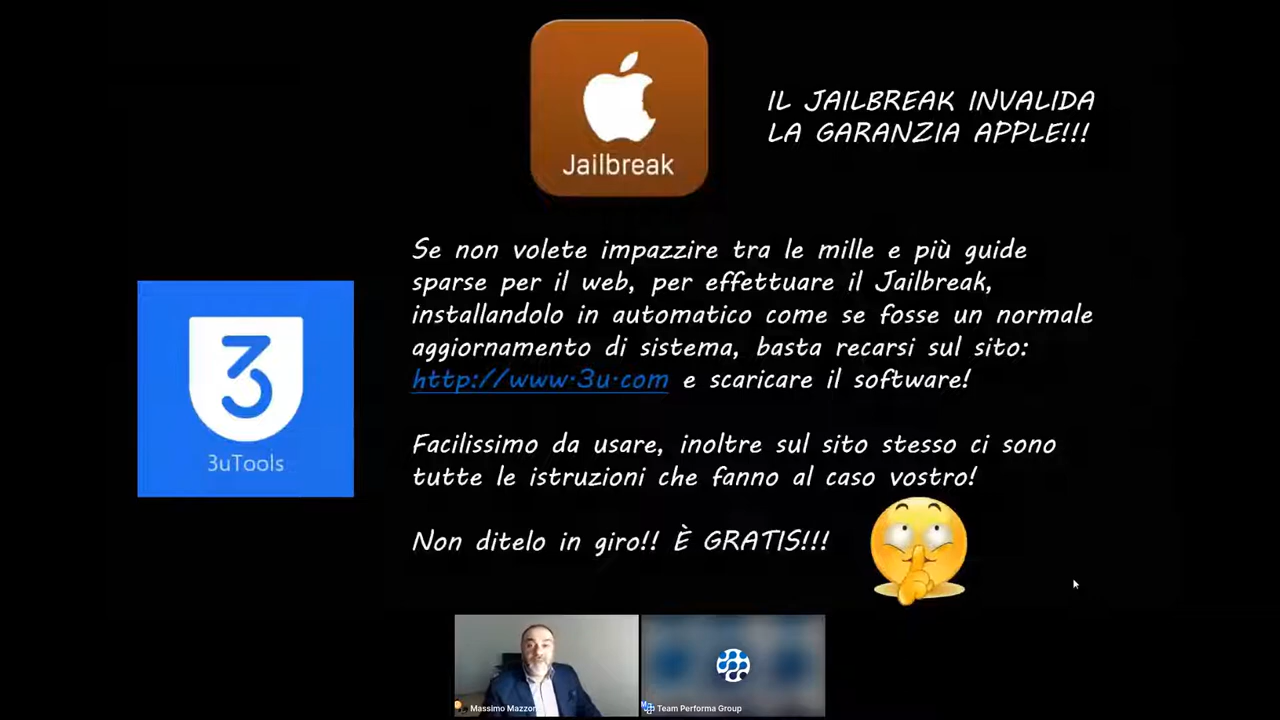 Jailbreak
IL JAILBREAK INVALIDA
LA GARANZIA APPLE!!!
Se non volete impazzire tra le mille e più guide
sparse per il web, per effettuare il Jailbreak,
installandolo in automatico come se fosse un normale
aggiornamento di sistema, basta recarsi sul sito:
http://www.3u.com e scaricare il software!
3
3uTools
Facilissimo da usare, inoltre sul sito stesso ci sono
tutte le istruzioni che fanno al caso vostro!
Non ditelo in giro!! È GRATIS!!!
Massimo
Team Performa Group